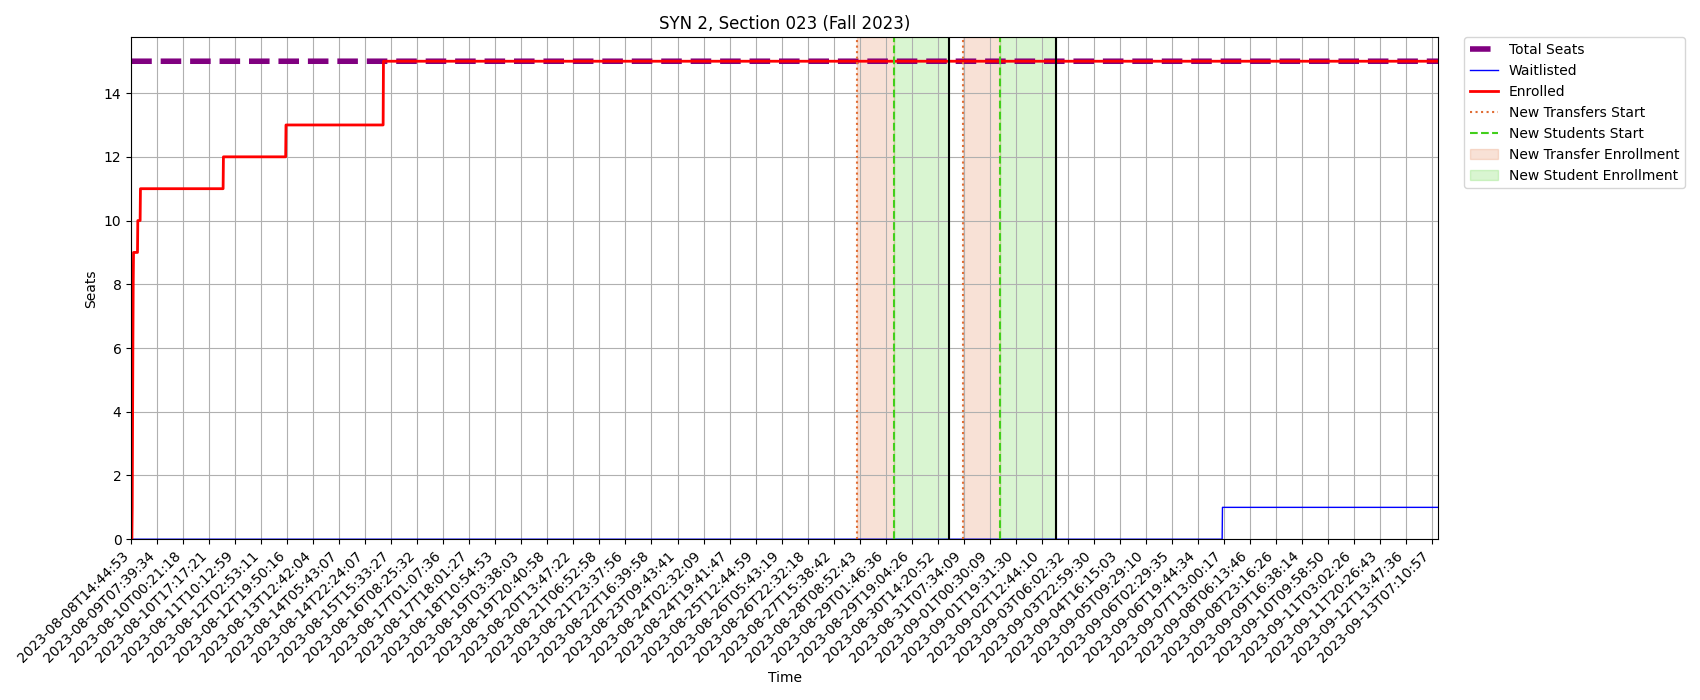 SYN 2, Section 023 (Fall 2023)
Total Seats
Waitlisted
Enrolled
New Transfers Start
New Students Start
New Transfer Enrollment
New Student Enrollment
Seats
14
12
10
8
6
4
2
0
2023-08-08T14:44:53
2023-08-09T07:39:34
2023-08-10T00:21:18
2023-08-10T17:17:21
2023-08-11T10:12:59
2023-08-12T02:53:11
2023-08-12T19:50:16
2023-08-13T12:42:04
2023-08-14T05:43:07
2023-08-14T22:24:07
2023-08-15T15:33:27
2023-08-16T08:25:32
2023-08-17T01:07:36
2023-08-17T18:01:27
2023-08-18T10:54:53
2023-08-19T03:38:03
2023-08-19T20:40:58
2023-08-20T13:47:22
2023-08-21T06:52:58
2023-08-21T23:37:56
2023-08-22T16:39:58
2023-08-23T09:43:41
2023-08-24T02:32:09
2023-08-24T19:41:47
2023-08-25T12:44:59
2023-08-26T05:43:19
2023-08-26T22:32:18
2023-08-27T15:38:42
2023-08-28T08:52:43
2023-08-29T01:46:36
2023-08-29T19:04:26
2023-08-30T14:20:52
2023-08-31T07:34:09
2023-09-01T00:30:09
2023-09-01T19:31:30
2023-09-02T12:44:10
2023-09-03T06:02:32
2023-09-03T22:59:30
2023-09-04T16:15:03
2023-09-05T09:29:10
2023-09-06T02:29:35
2023-09-06T19:44:34
2023-09-07T13:00:17
2023-09-08T06:13:46
2023-09-08T23:16:26
2023-09-09T16:38:14
2023-09-10T09:58:50
2023-09-11T03:02:26
2023-09-11T20:26:43
2023-09-12T13:47:36
2023-09-13T07:10:57
Time